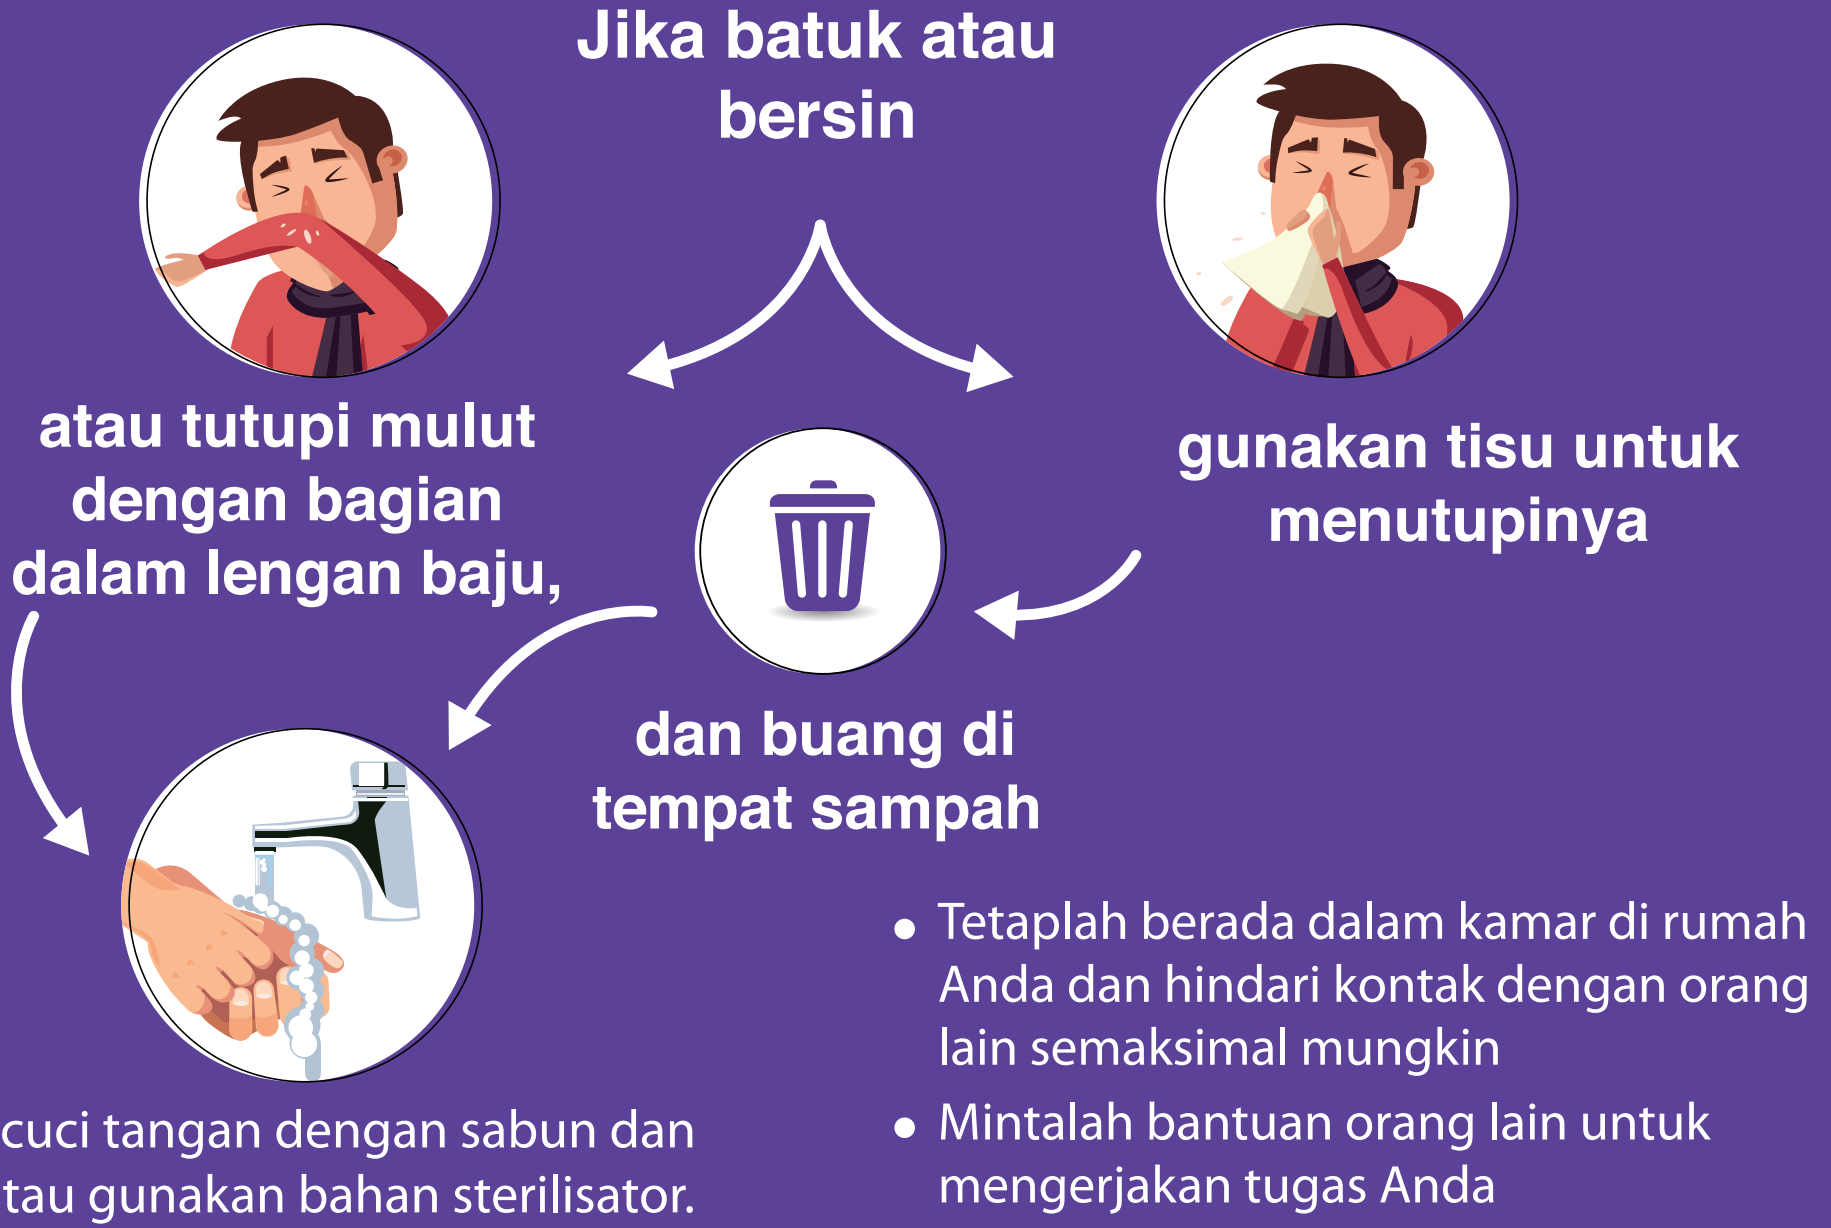 Jika batuk atau
bersin
atau tutupi mulut
dengan bagian
dalam lengan baju,
gunakan tisu untuk
menutupinya
dan buang di
tempat sampah
cuci tangan dengan sabun dan
tau gunakan bahan sterilisator.
● Tetaplah berada dalam kamar di rumah
Anda dan hindari kontak dengan orang
lain semaksimal mungkin
● Mintalah bantuan orang lain untuk
mengerjakan tugas Anda